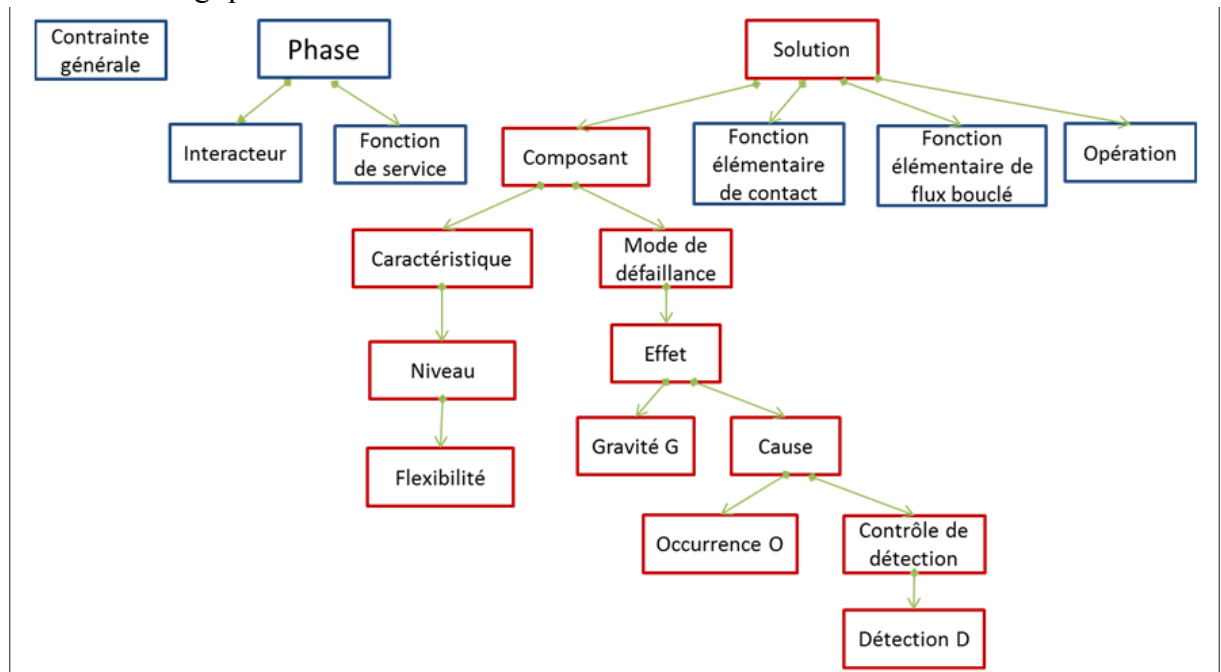 Contrainte
générale
Phase
Solution
Interacteur
Fonction
de service
Composant
Fonction
élémentaire
de contact
Fonction
élémentaire de
flux bouclé
Opération
Caractéristique
Mode de
défaillance
Niveau
Effet
Flexibilité
Gravité G
Cause
Occurrence O
Contrôle de
détection
Détection D